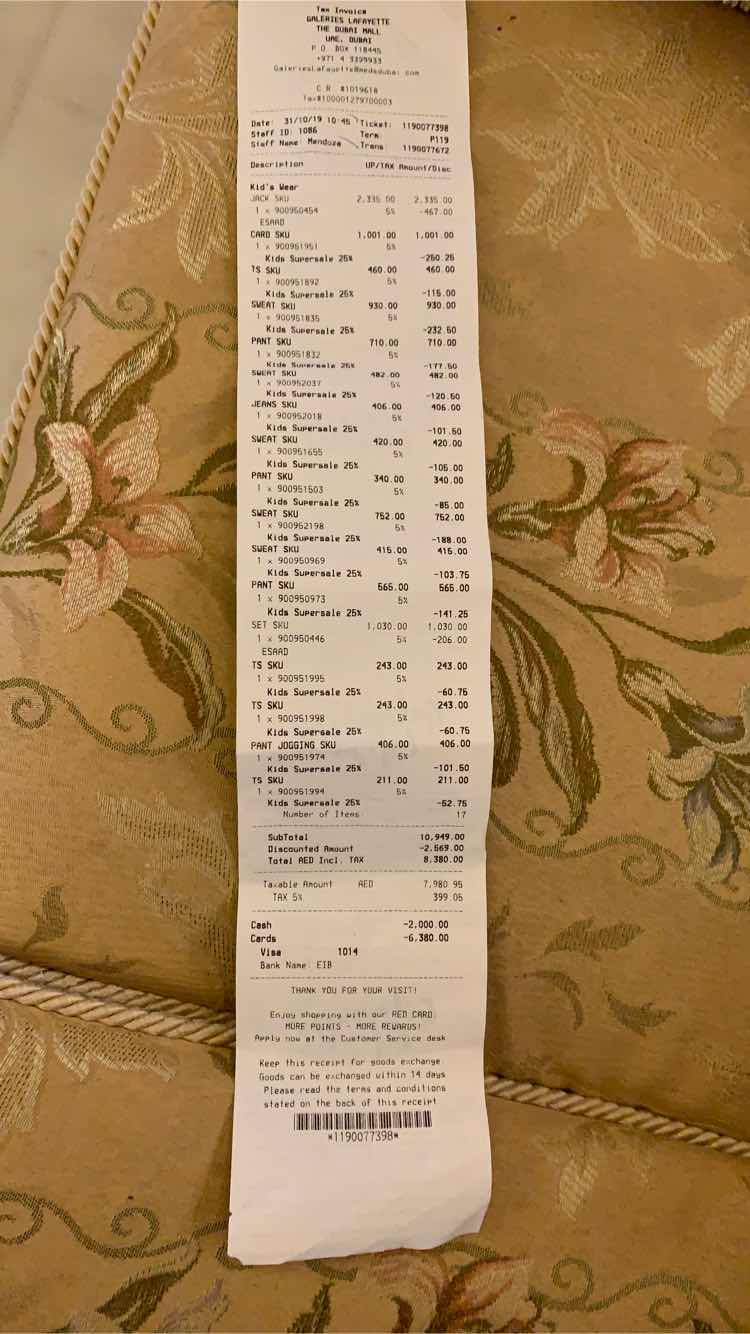 Tax Invoice
GALERIES LAFAYETTE
THE DUBAI MALL
UAE, DUBAI
P.O. BOX 118445
+971 4 3399933
GaleriesLafayette@medsdubai.com
C.R. #1019618
Tax#100001279700003
Date: 31/10/19 10:45 Ticket: 1190077398
Staff ID: 1086 Term: P119
Staff Name: Mendoza Trans: 1190077672
Description UP/TAX Amount/Disc
Kid's Wear
JACK SKU 2,335.00 2,335.00
1 x 900950454 5% -467.00
ESAAD
CARD SKU 1,001.00 1,001.00
1 x 900951951 5%
Kids Supersale 25% -250.25
TS SKU 460.00 460.00
1 x 900951892 5%
Kids Supersale 25% -115.00
SWEAT SKU 930.00 930.00
1 x 900951835 5%
Kids Supersale 25% -232.50
PANT SKU 710.00 710.00
1 x 900951832 5%
Kids Supersale 25% -177.50
SWEAT SKU 482.00 482.00
1 x 900952037 5%
Kids Supersale 25% -120.50
JEANS SKU 406.00 406.00
1 x 900952018 5%
Kids Supersale 25% -101.50
SWEAT SKU 420.00 420.00
1 x 900951655 5%
Kids Supersale 25% -105.00
PANT SKU 340.00 340.00
1 x 900951503 5%
Kids Supersale 25% -85.00
SWEAT SKU 752.00 752.00
1 x 900952198 5%
Kids Supersale 25% -188.00
SWEAT SKU 415.00 415.00
1 x 900950969 5%
Kids Supersale 25% -103.75
PANT SKU 565.00 565.00
1 x 900950973 5%
Kids Supersale 25% -141.25
SET SKU 1,030.00 1,030.00
1 x 900950446 5% -206.00
ESAAD
TS SKU 243.00 243.00
1 x 900951995 5%
Kids Supersale 25% -60.75
TS SKU 243.00 243.00
1 x 900951998 5%
Kids Supersale 25% -60.75
PANT JOGGING SKU 406.00 406.00
1 x 900951974 5%
Kids Supersale 25% -101.50
TS SKU 211.00 211.00
1 x 900951994 5%
Kids Supersale 25% -52.75
Number of Items: 17
SubTotal 10,949.00
Discounted Amount -2,569.00
Total AED Incl. TAX 8,380.00
Taxable Amount AED 7,980.95
TAX 5% 399.05
Cash -2,000.00
Cards -6,380.00
Visa 1014
Bank Name: EIB
THANK YOU FOR YOUR VISIT!
Enjoy shopping with our RED CARD.
MORE POINTS - MORE REWARDS!
Apply now at the Customer Service desk
Keep this receipt for goods exchange.
Goods can be exchanged within 14 days
Please read the terms and conditions
stated on the back of this receipt
*1190077398*